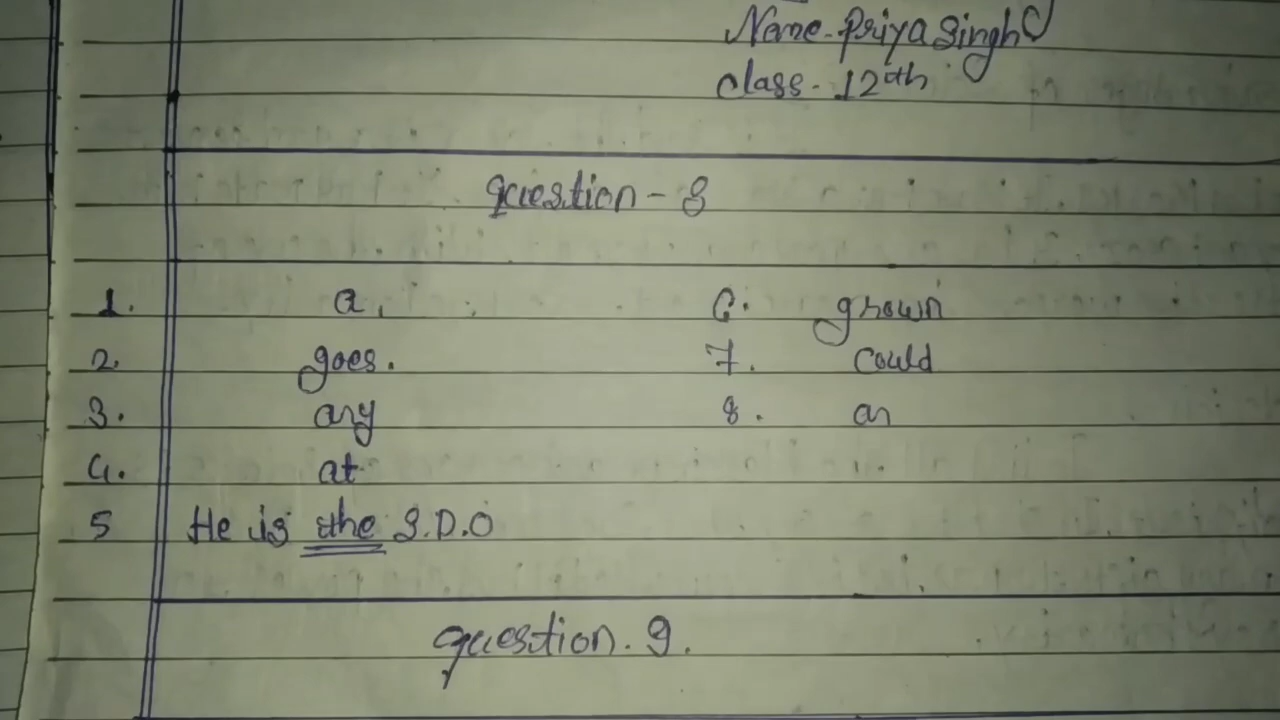 Name - Priya Singh
Class - 12th
question - 8
1. a
2. goes.
3. any
4. at
5 He is the S.D.O
6. grown
7. could
8. an
question. 9.